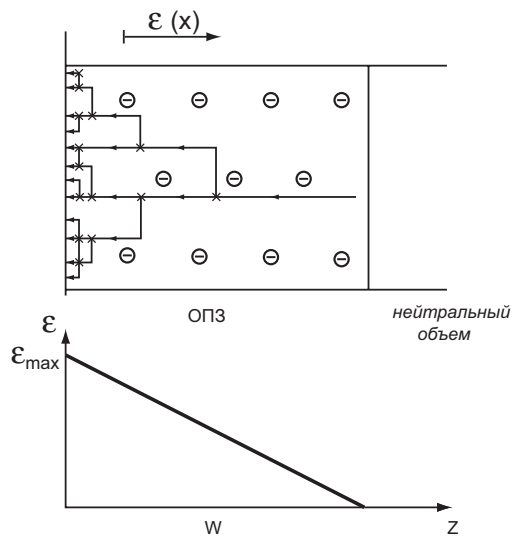 ε (x)
ОПЗ
нейтральный
объем
ε
εmax
W
Z